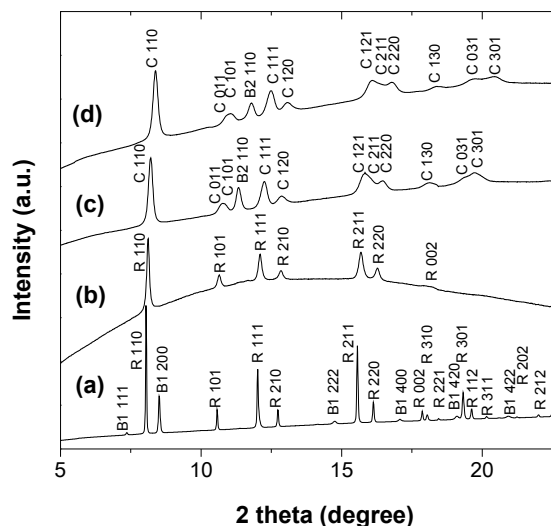 C 110
C 011
C 101
B2 110
C 111
C 120
C 121
C 211
C 220
C 130
C 031
C 301
(d)
C 110
C 011
C 101
B2 110
C 111
C 120
C 121
C 211
C 220
C 130
C 031
C 301
(c)
R 110
R 101
R 111
R 210
R 211
R 220
R 002
(b)
B1 111
R 110
B1 200
R 101
R 111
R 210
B1 222
R 211
R 220
B1 400
R 002
R 310
R 221
B1 420
R 301
R 112
R 311
B1 422
R 202
R 212
(a)
Intensity (a.u.)
5 10 15 20
2 theta (degree)